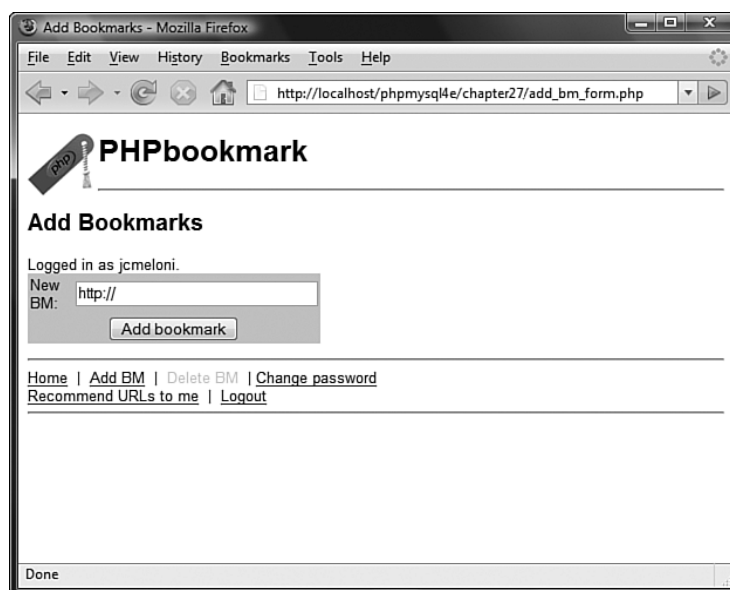 Add Bookmarks - Mozilla Firefox
File Edit View History Bookmarks Tools Help
http://localhost/phpmysql4e/chapter27/add_bm_form.php
php
PHPbookmark
Add Bookmarks
Logged in as jcmeloni.
New
BM:
http://
Add bookmark
Home | Add BM | Delete BM | Change password
Recommend URLs to me | Logout
Done